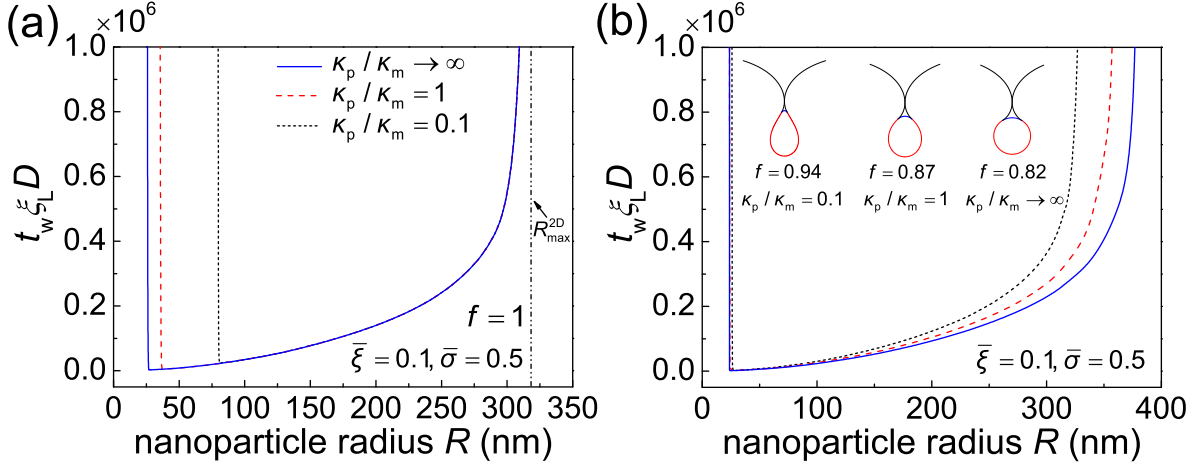 (a)
×10⁶
1.0
0.8
0.6
0.4
0.2
0.0
t_w ξ_L D
κ_p / κ_m → ∞
κ_p / κ_m = 1
κ_p / κ_m = 0.1
R_max^2D
f = 1
ξ̄ = 0.1, σ̄ = 0.5
0 50 100 150 200 250 300 350
nanoparticle radius R (nm)
(b)
×10⁶
1.0
0.8
0.6
0.4
0.2
0.0
t_w ξ_L D
f = 0.94 f = 0.87 f = 0.82
κ_p / κ_m = 0.1 κ_p / κ_m = 1 κ_p / κ_m → ∞
ξ̄ = 0.1, σ̄ = 0.5
0 100 200 300 400
nanoparticle radius R (nm)